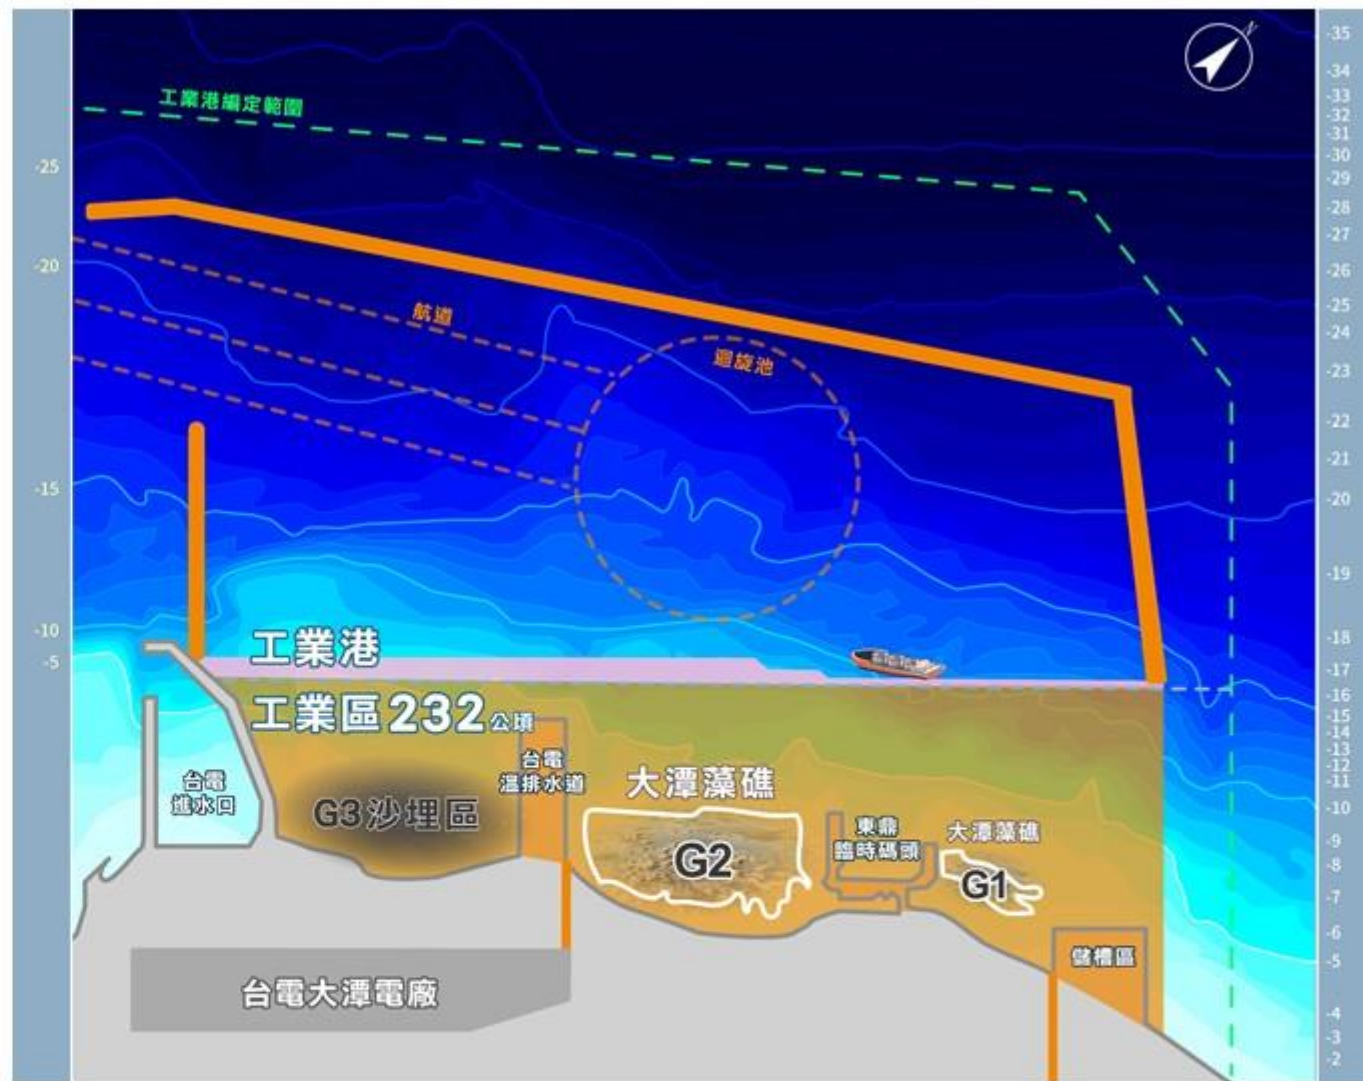 N
工業港編定範圍
航道
迴旋池
工業港
工業區232公頃
台電
進水口
G3沙埋區
台電
溫排水道
大潭藻礁
G2
東鼎
臨時碼頭
大潭藻礁
G1
儲槽區
台電大潭電廠
-25
-20
-15
-10
-5
-35
-34
-33
-32
-31
-30
-29
-28
-27
-26
-25
-24
-23
-22
-21
-20
-19
-18
-17
-16
-15
-14
-13
-12
-11
-10
-9
-8
-7
-6
-5
-4
-3
-2